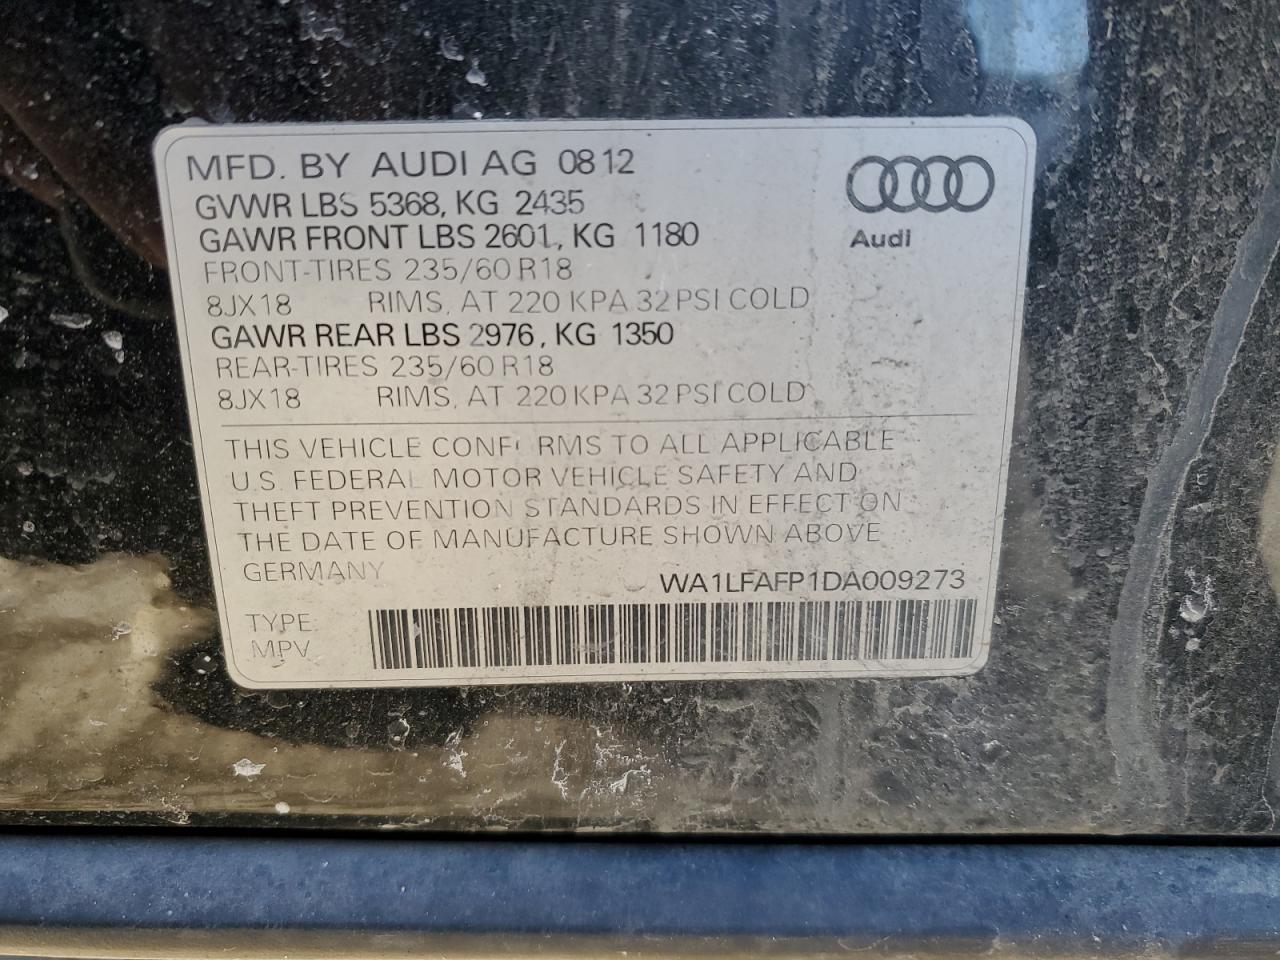 MFD. BY AUDI AG 08 12
GVWR LBS 5368, KG 2435
GAWR FRONT LBS 2601, KG 1180
FRONT-TIRES 235/60 R18
8JX18 RIMS, AT 220 KPA 32 PSI COLD
GAWR REAR LBS 2976, KG 1350
REAR-TIRES 235/60 R18
8JX18 RIMS, AT 220 KPA 32 PSI COLD
Audi
THIS VEHICLE CONF RMS TO ALL APPLICABLE
U.S. FEDERAL MOTOR VEHICLE SAFETY AND
THEFT PREVENTION STANDARDS IN EFFECT ON
THE DATE OF MANUFACTURE SHOWN ABOVE
GERMANY WA1LFAFP1DA009273
TYPE:
MPV